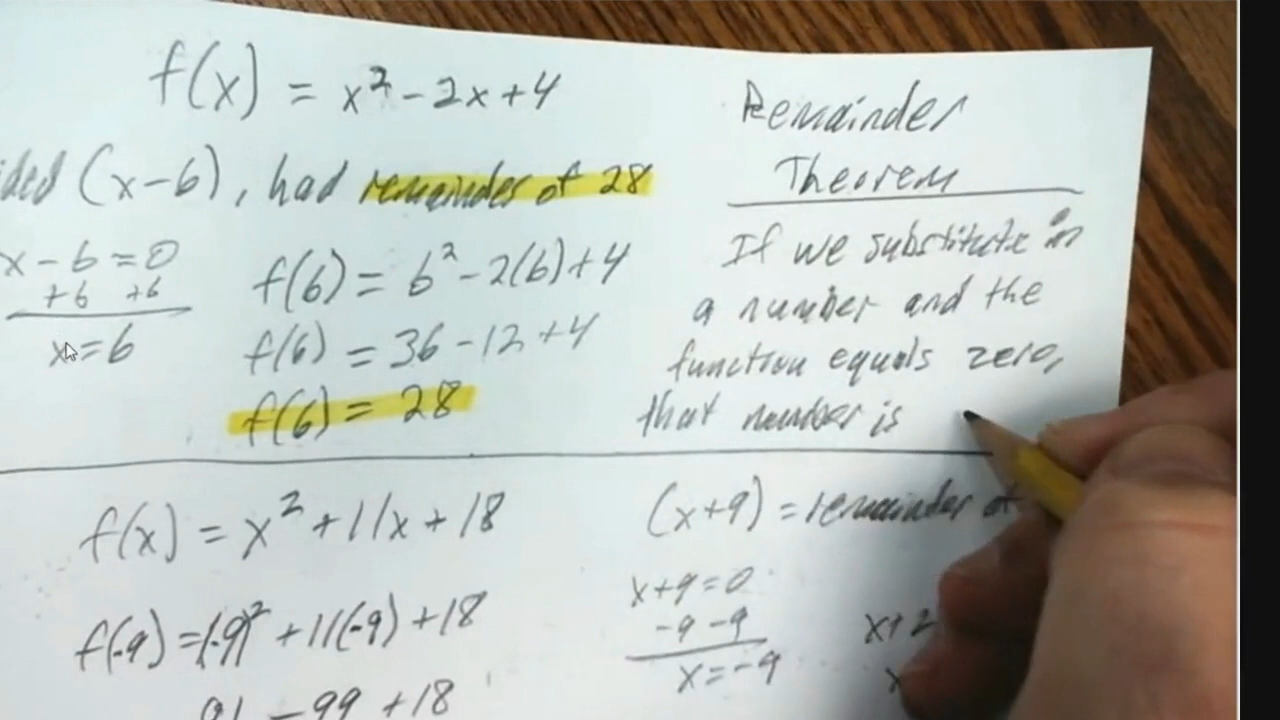 f(x) = x² - 2x + 4
ided (x-6), had remainder of 28
x - 6 = 0
+6 +6
x = 6
f(6) = 6² - 2(6) + 4
f(6) = 36 - 12 + 4
f(6) = 28
Remainder
Theorem
If we substitute in
a number and the
function equals zero,
that number is
f(x) = x² + 11x + 18
f(-9) = (-9)² + 11(-9) + 18
81 - 99 + 18
(x+9) = remainder of
x+9=0
-9 -9
x=-9
x+2
x